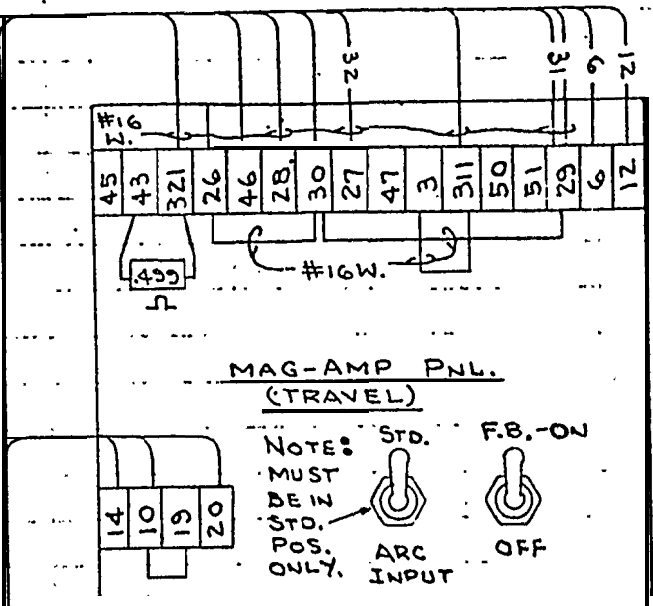 32
31
6
12
#16
W.
45 43 321 26 46 28. 30 27 47 3 311 50 51 29 6 12
.499
Ω
#16W.
MAG-AMP PNL.
(TRAVEL)
NOTE:
MUST
BE IN
STD.
POS.
ONLY.
STD.
ARC
INPUT
F.B.-ON
OFF
14 10 19 20